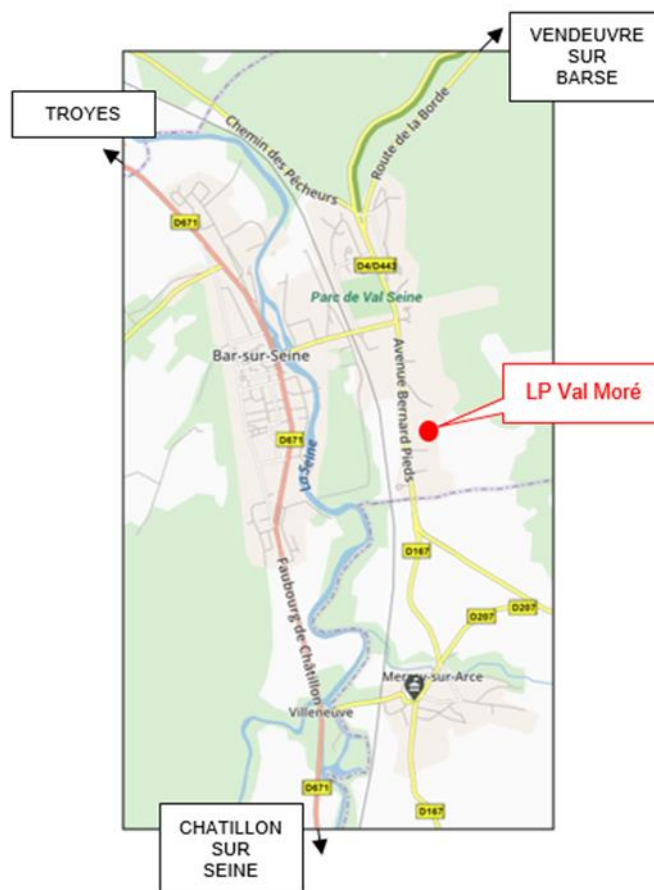 VENDEUVRE
SUR
BARSE
TROYES
Chemin des Pêcheurs
Route de la Borde
D671
D4/D443
Parc de Val Seine
Bar-sur-Seine
Avenue Bernard Pieds
LP Val Moré
D671
La Seine
D167
Faubourg de Châtillon
D207
D207
Villeneuve
D671
D167
CHATILLON
SUR
SEINE